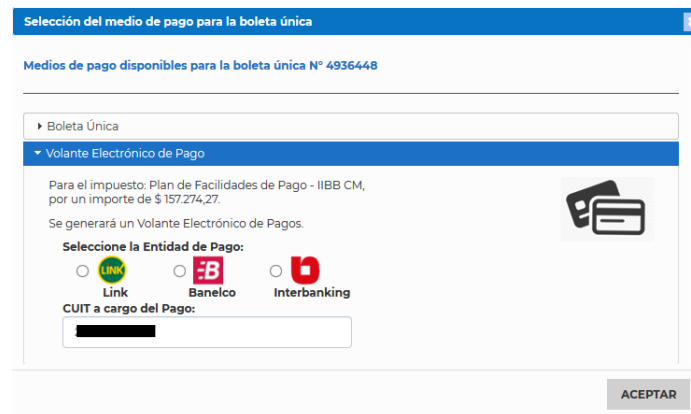 Selección del medio de pago para la boleta única
Medios de pago disponibles para la boleta única N° 4936448
Boleta Única
Volante Electrónico de Pago
Para el impuesto: Plan de Facilidades de Pago - IIBB CM,
por un importe de $ 157.274,27.
Se generará un Volante Electrónico de Pagos.
Seleccione la Entidad de Pago:
LINK
Link Banelco Interbanking
CUIT a cargo del Pago:
ACEPTAR